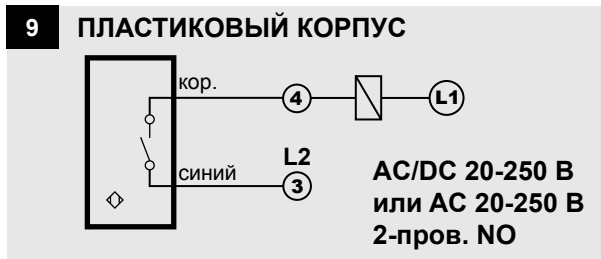 9 ПЛАСТИКОВЫЙ КОРПУС
кор.
4
L1
синий
L2
3
AC/DC 20-250 В
или AC 20-250 В
2-пров. NO